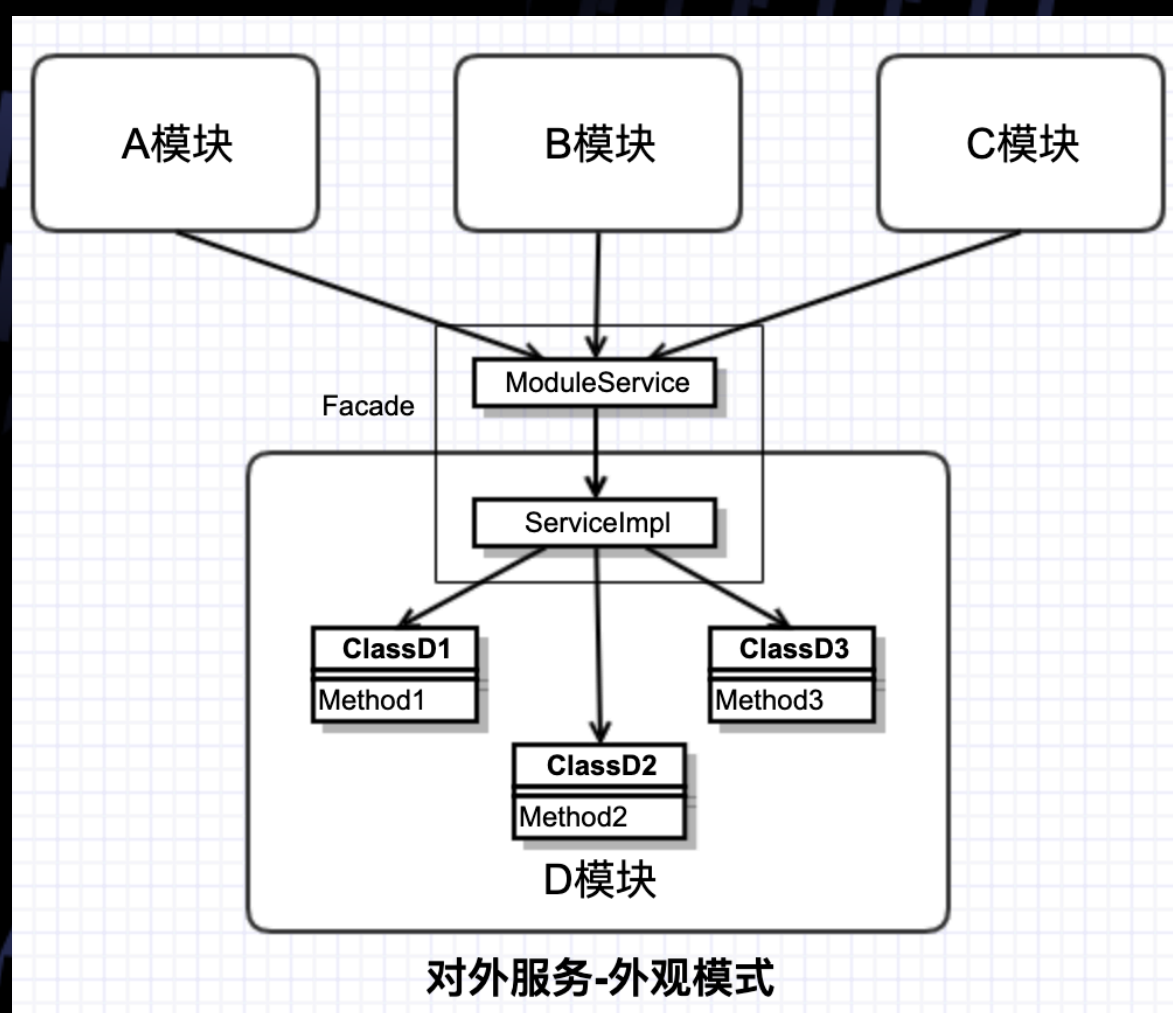 A模块
B模块
C模块
ModuleService
Facade
ServiceImpl
ClassD1
Method1
ClassD3
Method3
ClassD2
Method2
D模块
对外服务-外观模式